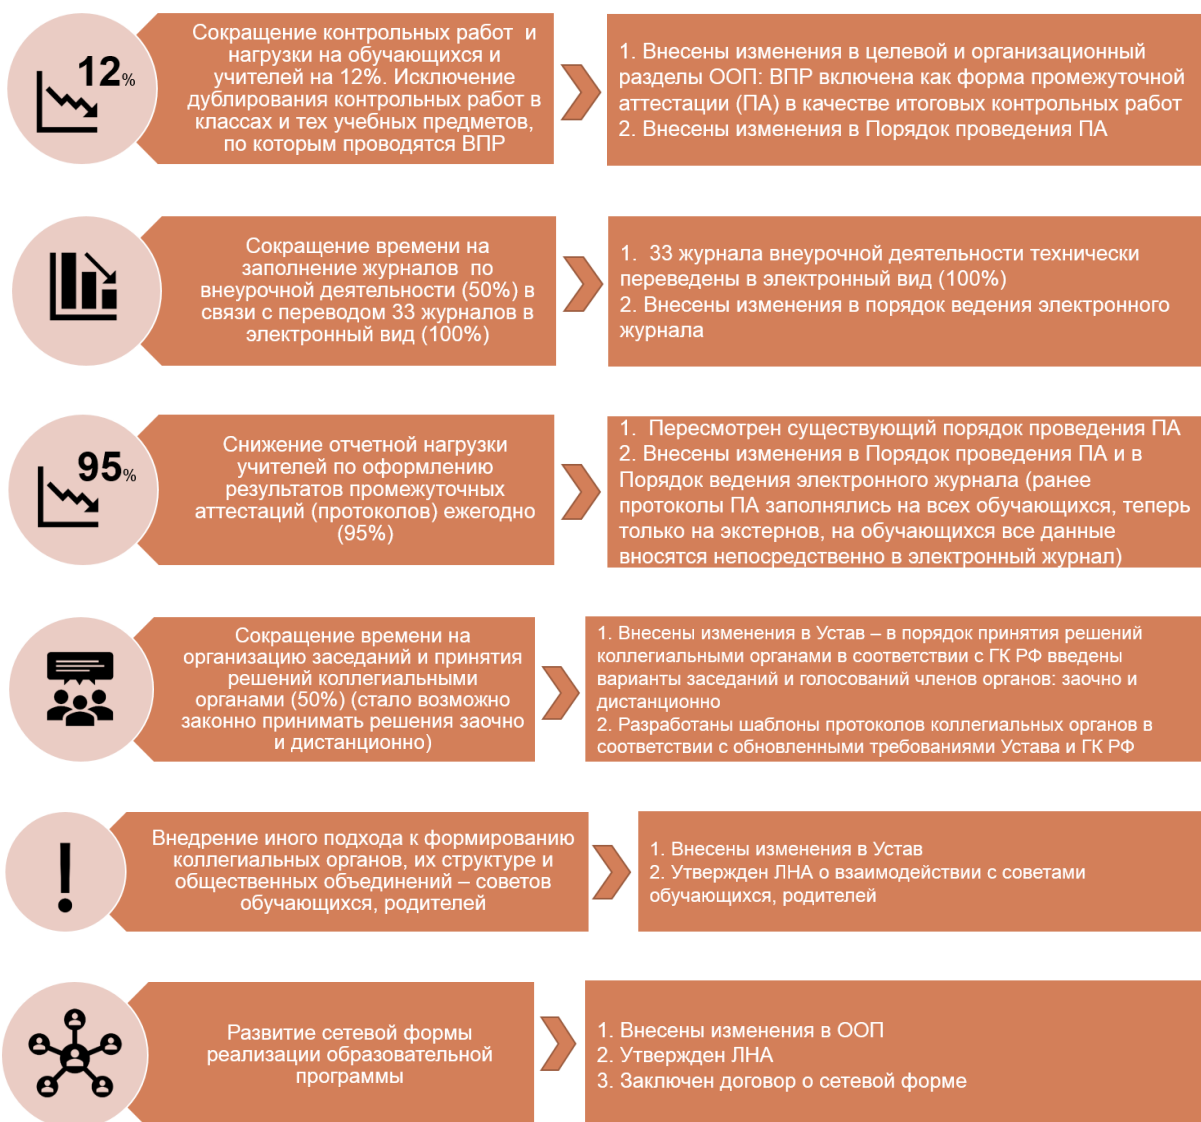 12%
Сокращение контрольных работ и
нагрузки на обучающихся и
учителей на 12%. Исключение
дублирования контрольных работ в
классах и тех учебных предметов,
по которым проводятся ВПР
1. Внесены изменения в целевой и организационный
разделы ООП: ВПР включена как форма промежуточной
аттестации (ПА) в качестве итоговых контрольных работ
2. Внесены изменения в Порядок проведения ПА
Сокращение времени на
заполнение журналов по
внеурочной деятельности (50%) в
связи с переводом 33 журналов в
электронный вид (100%)
1. 33 журнала внеурочной деятельности технически
переведены в электронный вид (100%)
2. Внесены изменения в порядок ведения электронного
журнала
95%
Снижение отчетной нагрузки
учителей по оформлению
результатов промежуточных
аттестаций (протоколов) ежегодно
(95%)
1. Пересмотрен существующий порядок проведения ПА
2. Внесены изменения в Порядок проведения ПА и в
Порядок ведения электронного журнала (ранее
протоколы ПА заполнялись на всех обучающихся, теперь
только на экстернов, на обучающихся все данные
вносятся непосредственно в электронный журнал)
Сокращение времени на
организацию заседаний и принятия
решений коллегиальными
органами (50%) (стало возможно
законно принимать решения заочно
и дистанционно)
1. Внесены изменения в Устав – в порядок принятия решений
коллегиальными органами в соответствии с ГК РФ введены
варианты заседаний и голосований членов органов: заочно и
дистанционно
2. Разработаны шаблоны протоколов коллегиальных органов в
соответствии с обновленными требованиями Устава и ГК РФ
Внедрение иного подхода к формированию
коллегиальных органов, их структуре и
общественных объединений – советов
обучающихся, родителей
1. Внесены изменения в Устав
2. Утвержден ЛНА о взаимодействии с советами
обучающихся, родителей
Развитие сетевой формы
реализации образовательной
программы
1. Внесены изменения в ООП
2. Утвержден ЛНА
3. Заключен договор о сетевой форме